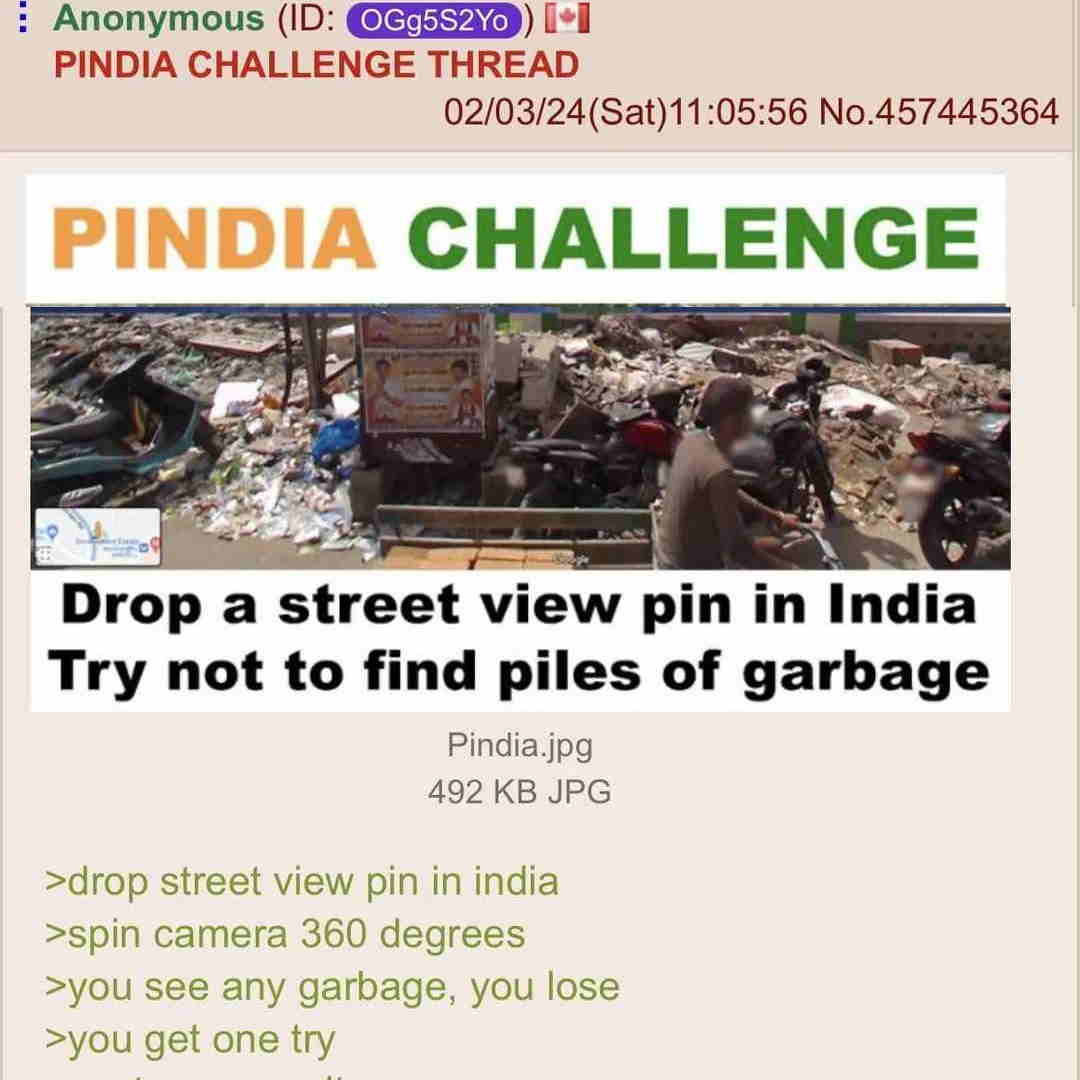 Anonymous (ID: OGg5S2Yo)
PINDIA CHALLENGE THREAD
02/03/24(Sat)11:05:56 No.457445364
PINDIA CHALLENGE
Google
Drop a street view pin in India
Try not to find piles of garbage
Pindia.jpg
492 KB JPG
>drop street view pin in india
>spin camera 360 degrees
>you see any garbage, you lose
>you get one try